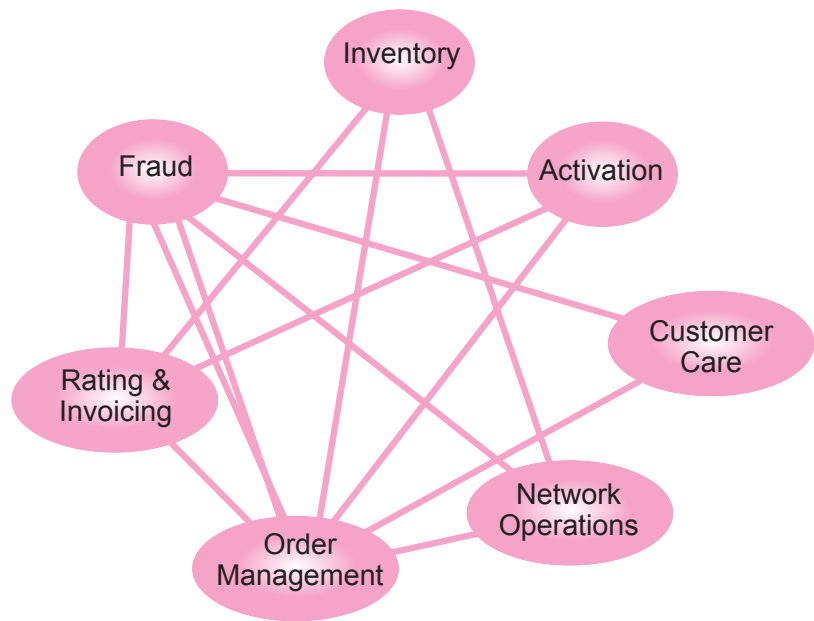 Inventory
Fraud
Activation
Customer
Care
Rating &
Invoicing
Network
Operations
Order
Management